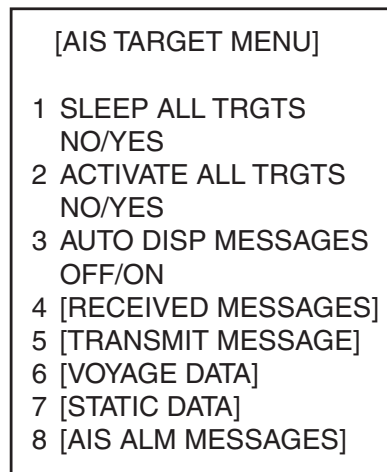 [AIS TARGET MENU]
1 SLEEP ALL TRGTS
NO/YES
2 ACTIVATE ALL TRGTS
NO/YES
3 AUTO DISP MESSAGES
OFF/ON
4 [RECEIVED MESSAGES]
5 [TRANSMIT MESSAGE]
6 [VOYAGE DATA]
7 [STATIC DATA]
8 [AIS ALM MESSAGES]